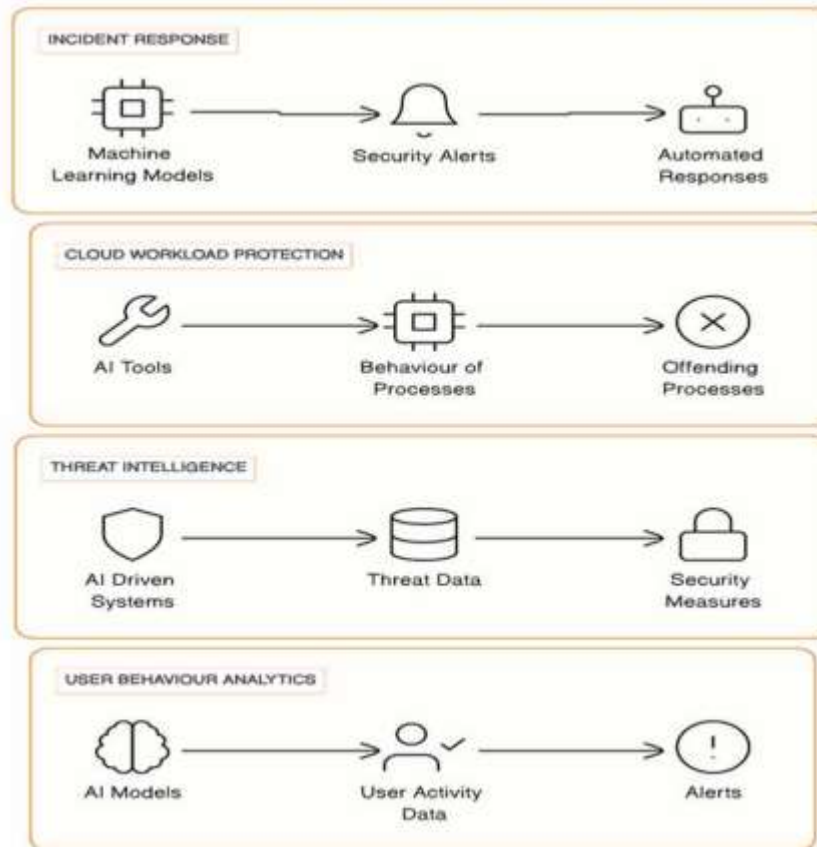 INCIDENT RESPONSE
Machine
Learning Models
Security Alerts
Automated
Responses
CLOUD WORKLOAD PROTECTION
AI Tools
Behaviour of
Processes
Offending
Processes
THREAT INTELLIGENCE
AI Driven
Systems
Threat Data
Security
Measures
USER BEHAVIOUR ANALYTICS
AI Models
User Activity
Data
Alerts